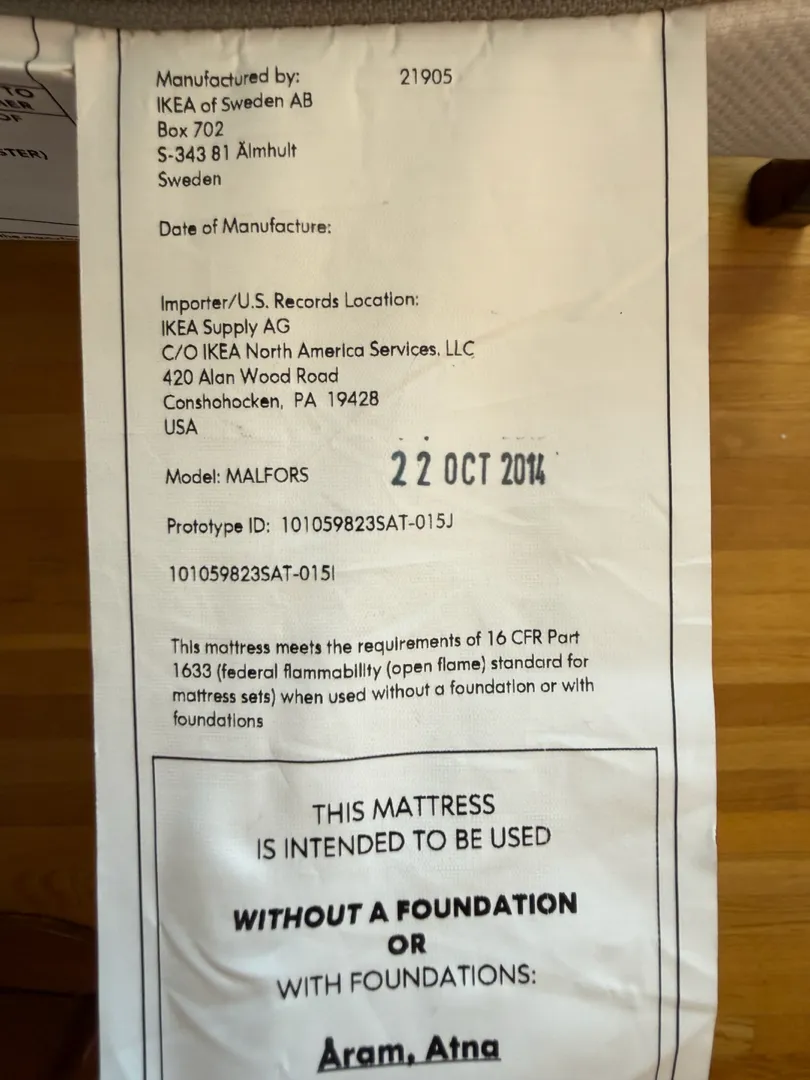 TO
OF
STER)
Manufactured by: 21905
IKEA of Sweden AB
Box 702
S-343 81 Älmhult
Sweden
Date of Manufacture:
Importer/U.S. Records Location:
IKEA Supply AG
C/O IKEA North America Services, LLC
420 Alan Wood Road
Conshohocken, PA 19428
USA
Model: MALFORS 22 OCT 2014
Prototype ID: 101059823SAT-015J
101059823SAT-015I
This mattress meets the requirements of 16 CFR Part
1633 (federal flammability (open flame) standard for
mattress sets) when used without a foundation or with
foundations
THIS MATTRESS
IS INTENDED TO BE USED
WITHOUT A FOUNDATION
OR
WITH FOUNDATIONS:
Åram, Atna